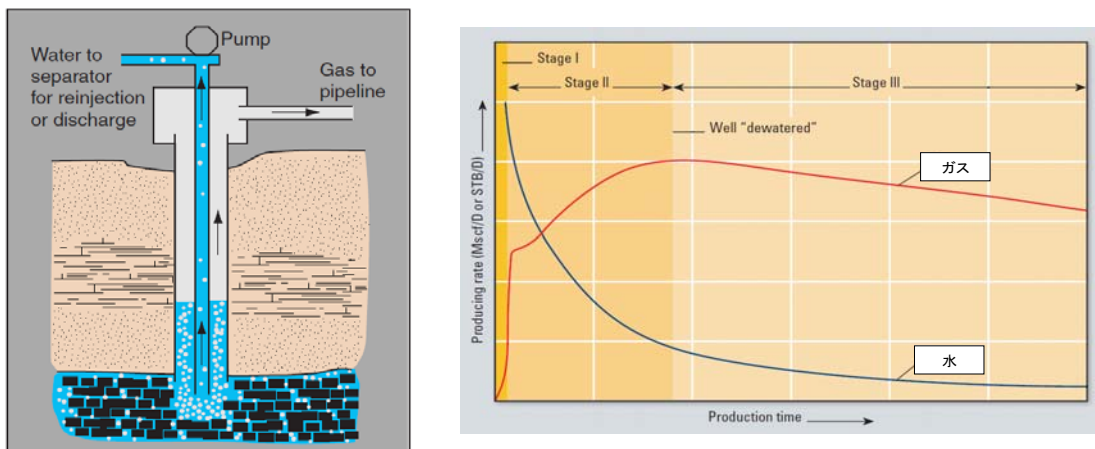 Pump
Water to
separator
for reinjection
or discharge
Gas to
pipeline
Stage I
Stage II
Stage III
Well "dewatered"
ガス
水
Producing rate (Mscf/D or STB/D)
Production time